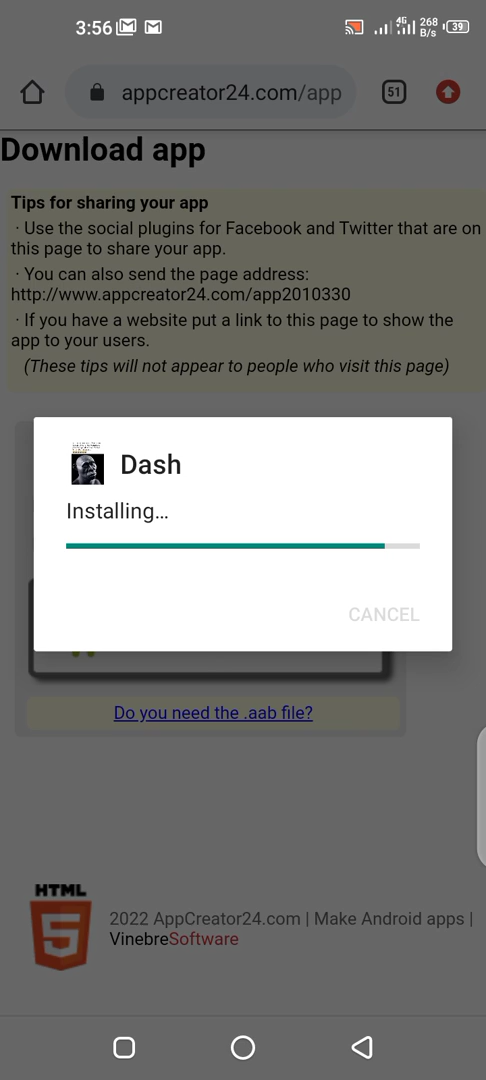 3:56
4G
268
B/s
39
appcreator24.com/app
51
Download app
Tips for sharing your app
· Use the social plugins for Facebook and Twitter that are on
this page to share your app.
· You can also send the page address:
http://www.appcreator24.com/app2010330
· If you have a website put a link to this page to show the
app to your users.
(These tips will not appear to people who visit this page)
Dash
Installing...
CANCEL
Do you need the .aab file?
HTML
5
2022 AppCreator24.com | Make Android apps |
VinebreSoftware